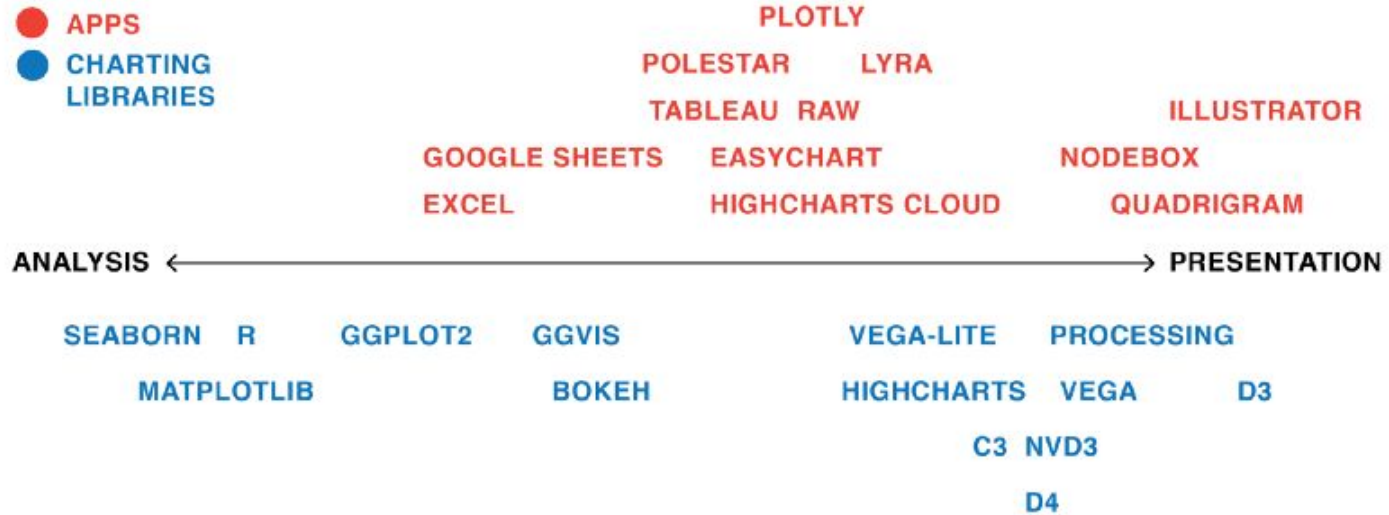 APPS
CHARTING
LIBRARIES
PLOTLY
POLESTAR LYRA
TABLEAU RAW ILLUSTRATOR
GOOGLE SHEETS EASYCHART NODEBOX
EXCEL HIGHCHARTS CLOUD QUADRIGRAM
ANALYSIS PRESENTATION
SEABORN R GGPLOT2 GGVIS VEGA-LITE PROCESSING
MATPLOTLIB BOKEH HIGHCHARTS VEGA D3
C3 NVD3
D4